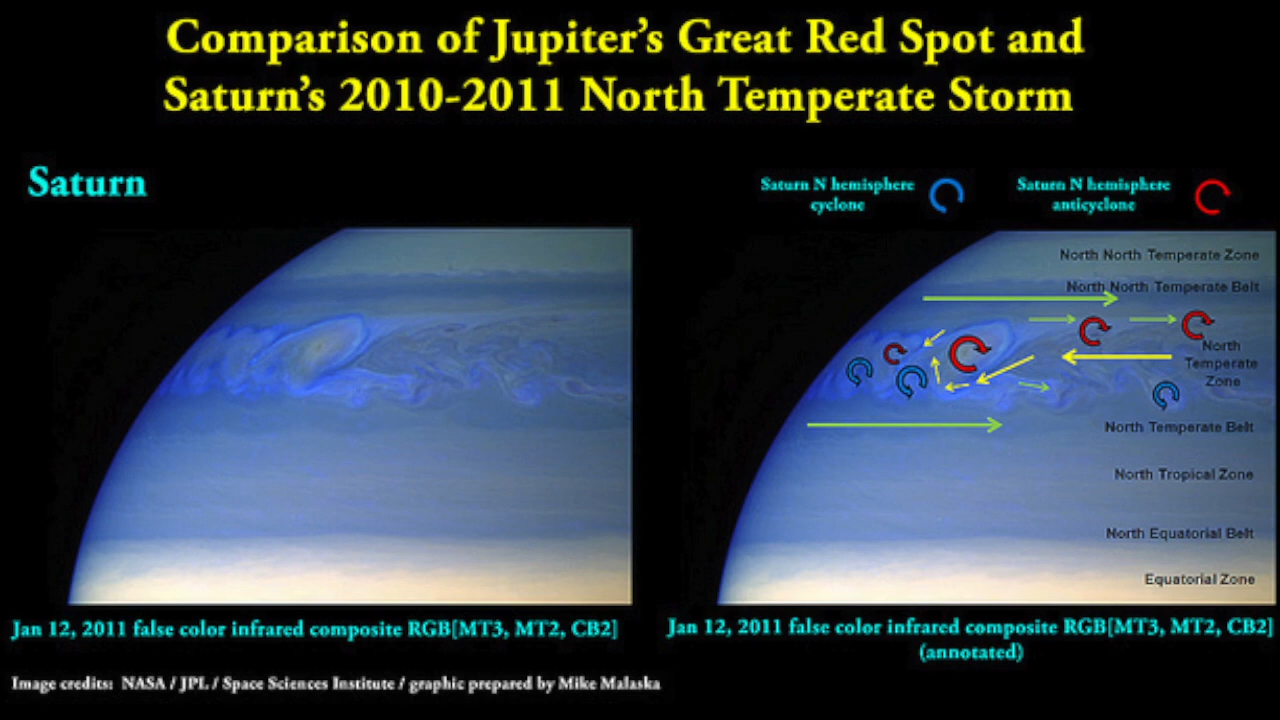 Comparison of Jupiter's Great Red Spot and
Saturn's 2010-2011 North Temperate Storm
Saturn
Saturn N hemisphere
cyclone
Saturn N hemisphere
anticyclone
North North Temperate Zone
North North Temperate Belt
North
Temperate
Zone
North Temperate Belt
North Tropical Zone
North Equatorial Belt
Equatorial Zone
Jan 12, 2011 false color infrared composite RGB[MT3, MT2, CB2]
Jan 12, 2011 false color infrared composite RGB[MT3, MT2, CB2]
(annotated)
Image credits: NASA / JPL / Space Sciences Institute / graphic prepared by Mike Malaska